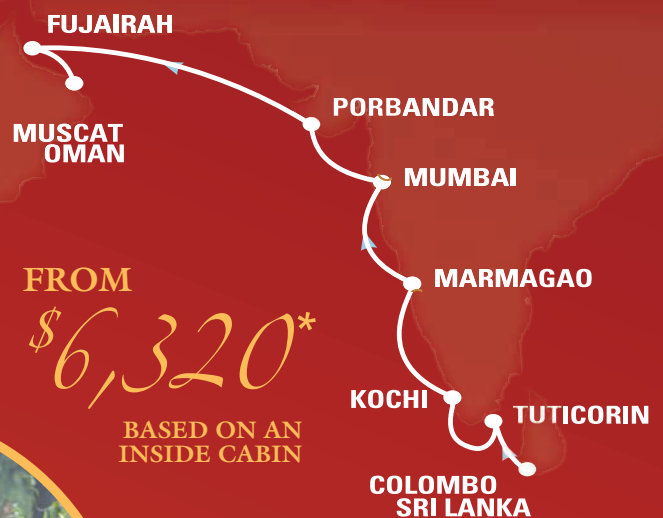 FUJAIRAH
MUSCAT
OMAN
PORBANDAR
MUMBAI
MARMAGAO
FROM
$6,320*
BASED ON AN
INSIDE CABIN
KOCHI
TUTICORIN
COLOMBO
SRI LANKA